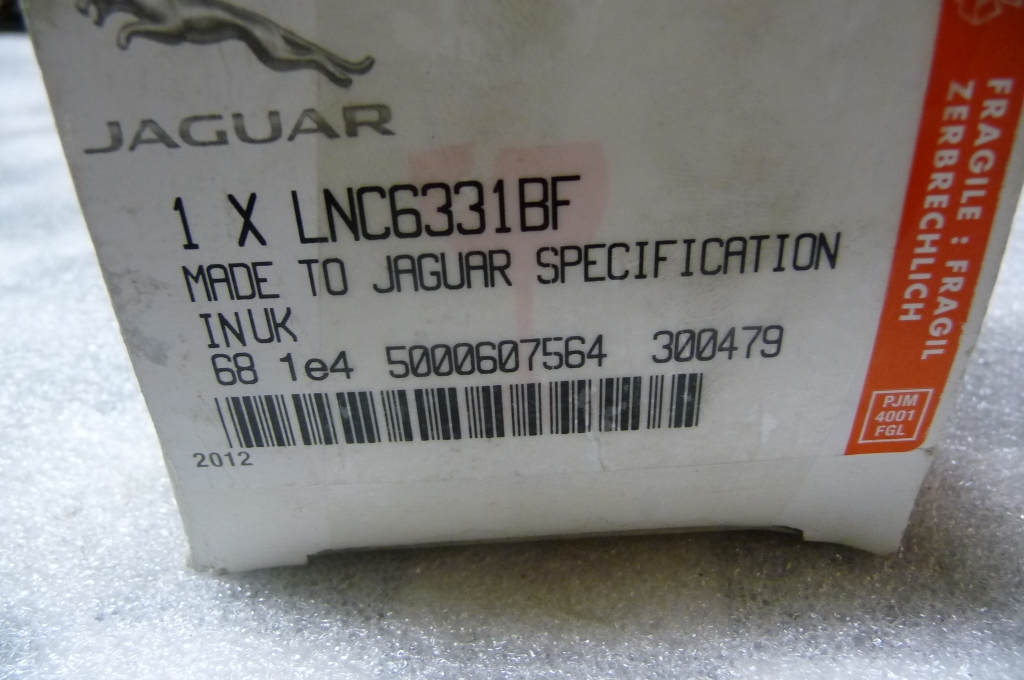 JAGUAR
1 X LNC6331BF
MADE TO JAGUAR SPECIFICATION
IN UK
68 1e4 5000607564 300479
2012
FRAGILE : FRAGIL
ZERBRECHLICH
PJM
4001
FGL